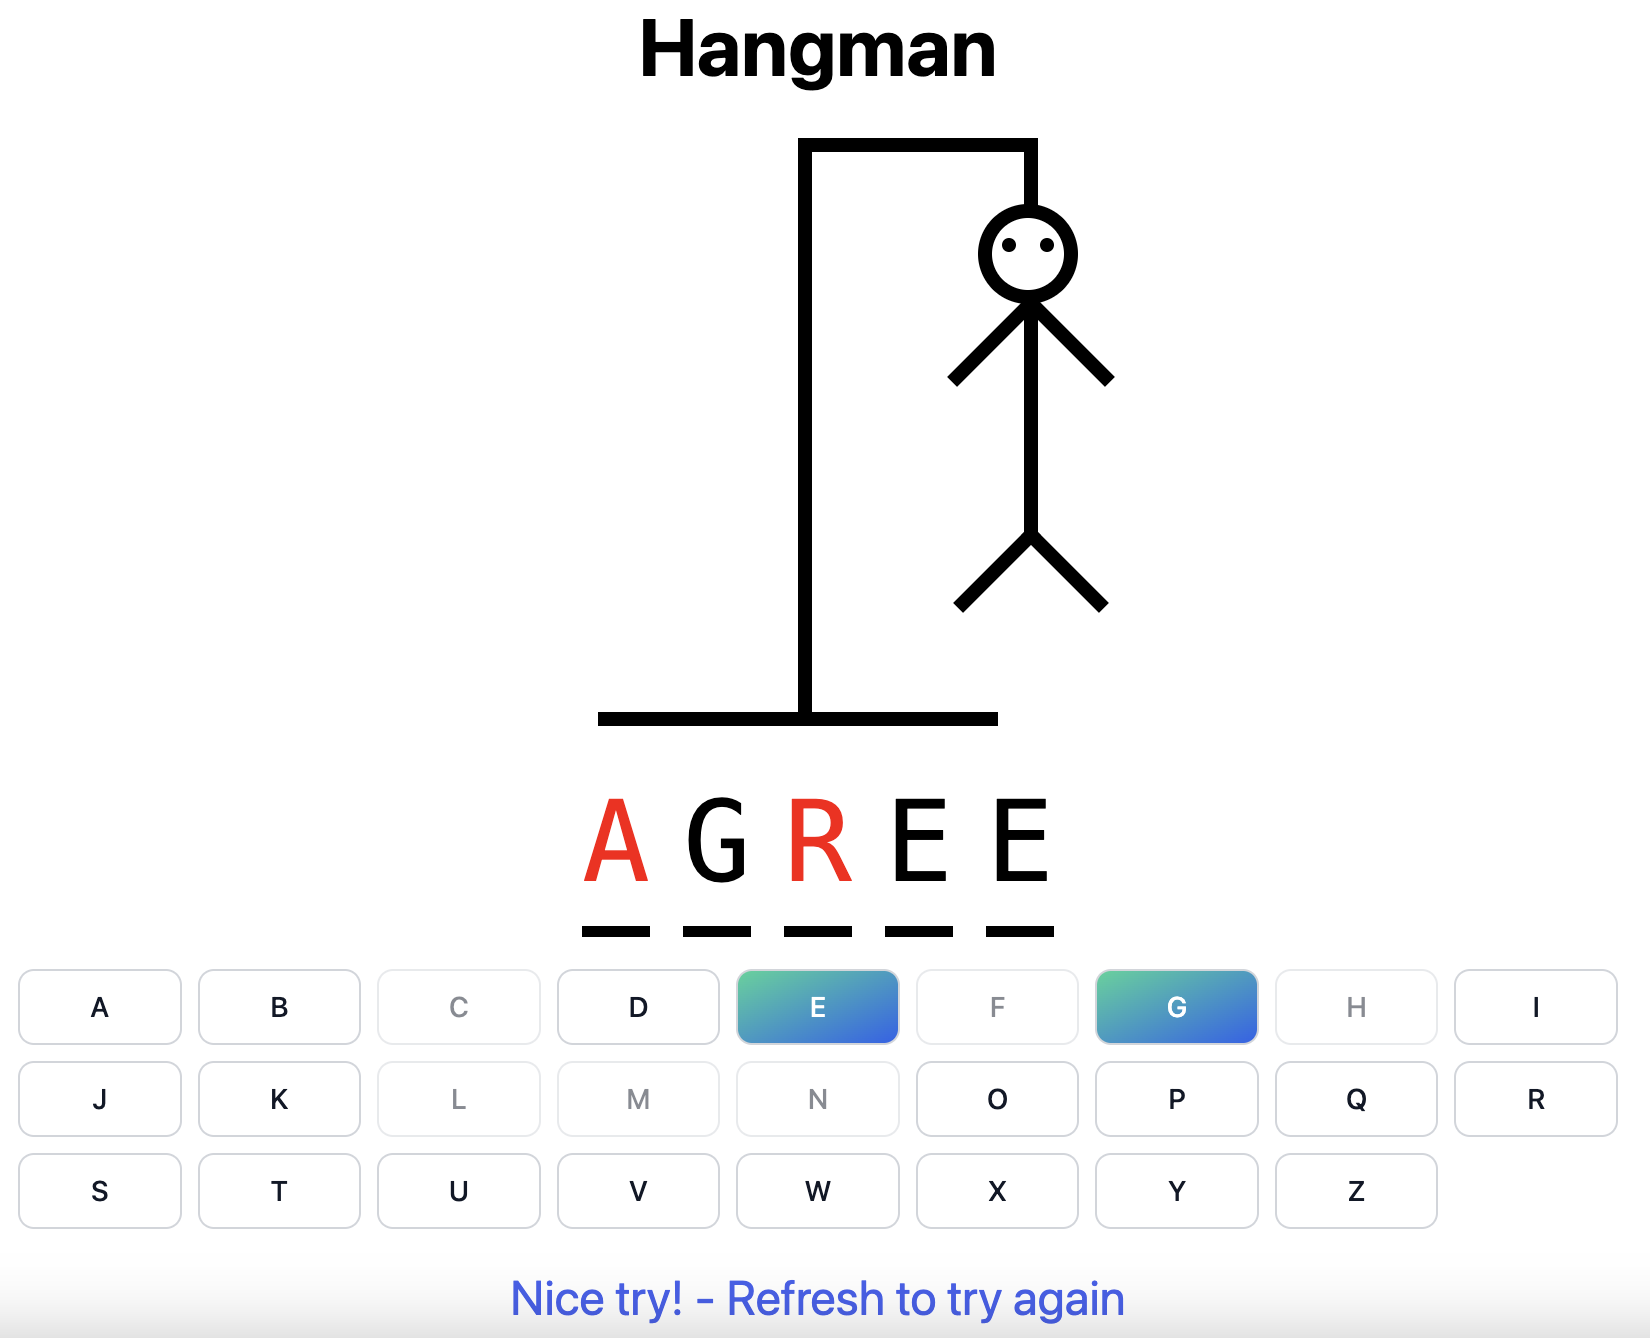 Hangman
A G R E E
A B C D E F G H I
J K L M N O P Q R
S T U V W X Y Z
Nice try! - Refresh to try again